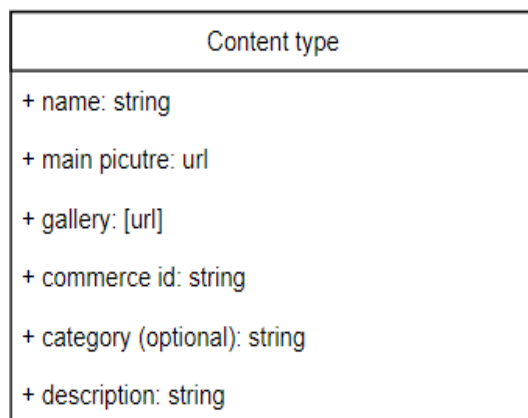 Content type
+ name: string
+ main picutre: url
+ gallery: [url]
+ commerce id: string
+ category (optional): string
+ description: string